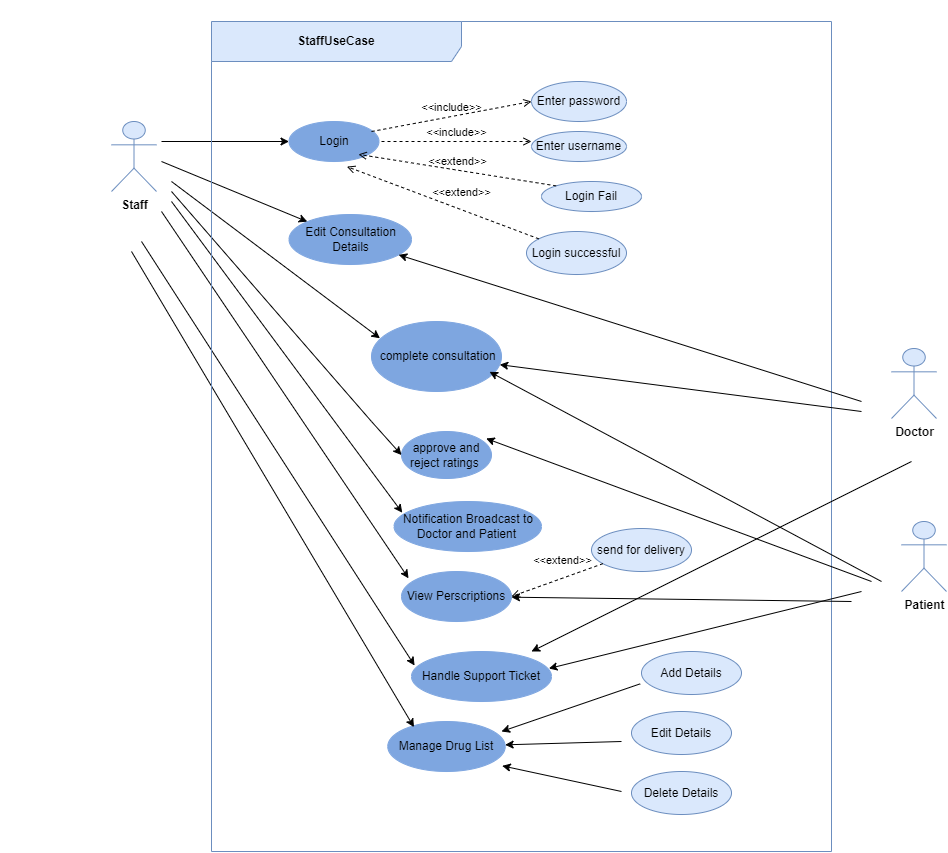 StaffUseCase
<<include>>
Enter password
Login
<<include>>
Enter username
<<extend>>
Login Fail
Staff
<<extend>>
Edit Consultation
Details
Login successful
complete consultation
Doctor
approve and
reject ratings
Notification Broadcast to
Doctor and Patient
send for delivery
<<extend>>
View Perscriptions
Patient
Handle Support Ticket
Add Details
Edit Details
Manage Drug List
Delete Details